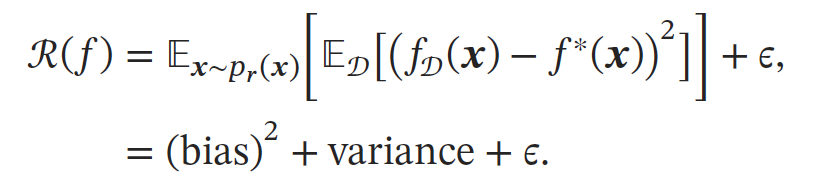 ℛ(f) = 𝔼_{x∼p_r(x)}[𝔼_𝒟[(f_𝒟(x) − f*(x))²]] + ϵ,
= (bias)² + variance + ϵ.